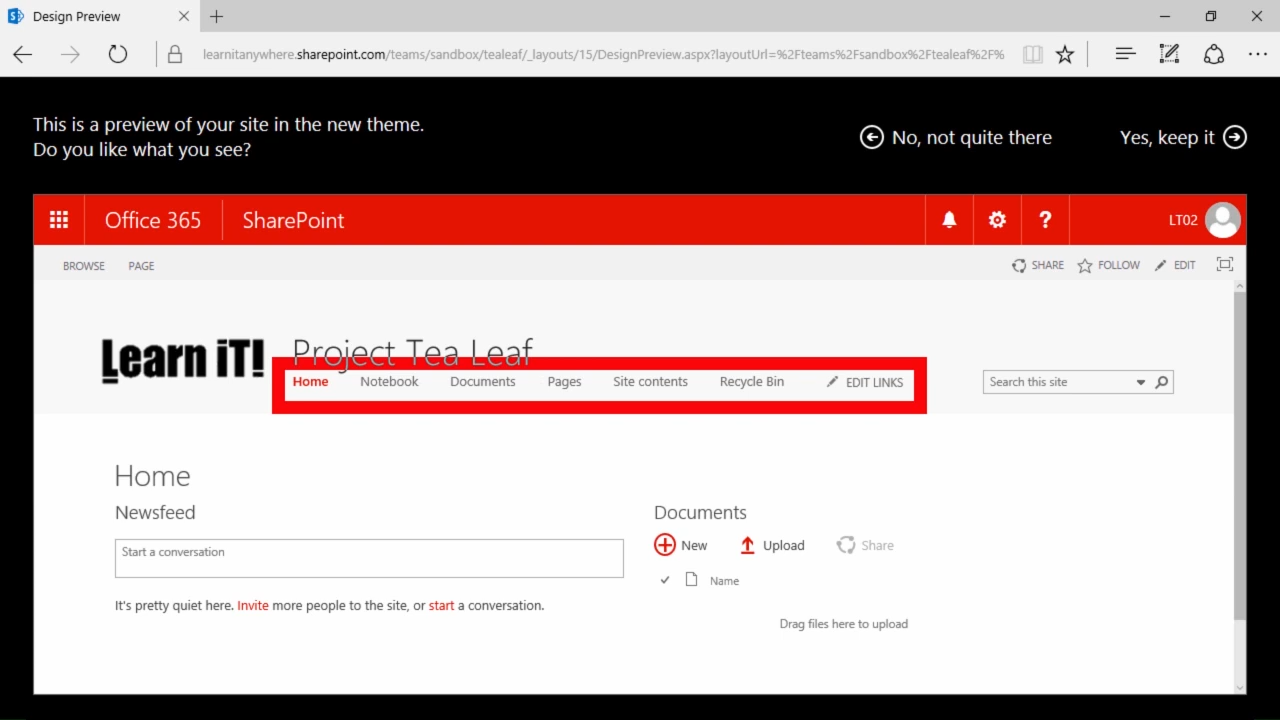 Design Preview
learnitanywhere.sharepoint.com/teams/sandbox/tealeaf/_layouts/15/DesignPreview.aspx?layoutUrl=%2Fteams%2Fsandbox%2Ftealeaf%2F%
This is a preview of your site in the new theme.
Do you like what you see?
No, not quite there
Yes, keep it
Office 365
SharePoint
?
LT02
BROWSE PAGE
SHARE FOLLOW EDIT
Learn iT!
Project Tea Leaf
Home Notebook Documents Pages Site contents Recycle Bin EDIT LINKS
Search this site
Home
Newsfeed
Start a conversation
It's pretty quiet here. Invite more people to the site, or start a conversation.
Documents
New Upload Share
Name
Drag files here to upload